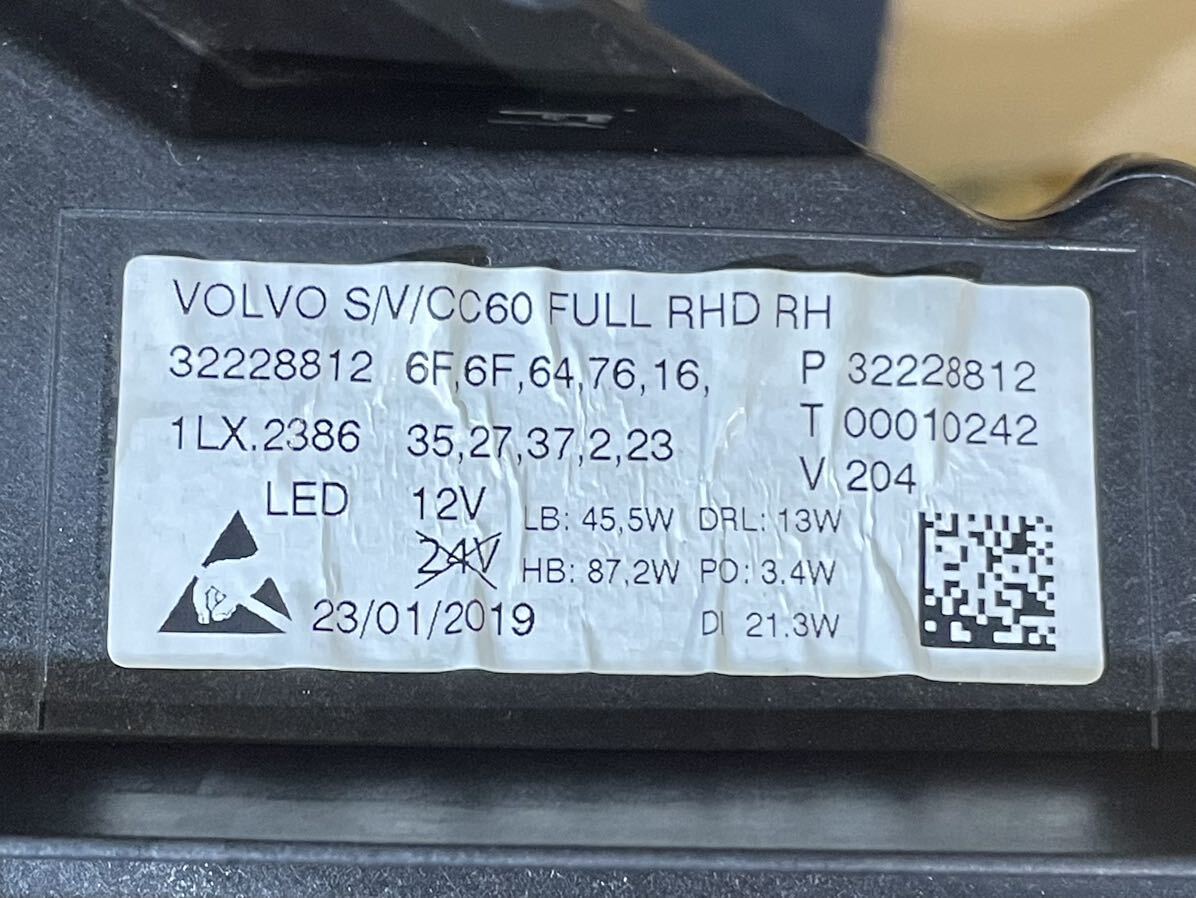 VOLVO S/V/CC60 FULL RHD RH
32228812 6F,6F,64,76,16, P 32228812
1LX.2386 35,27,37,2,23 T 00010242
V 204
LED 12V LB: 45,5W DRL: 13W
24V HB: 87,2W PO: 3.4W
23/01/2019 DI 21.3W